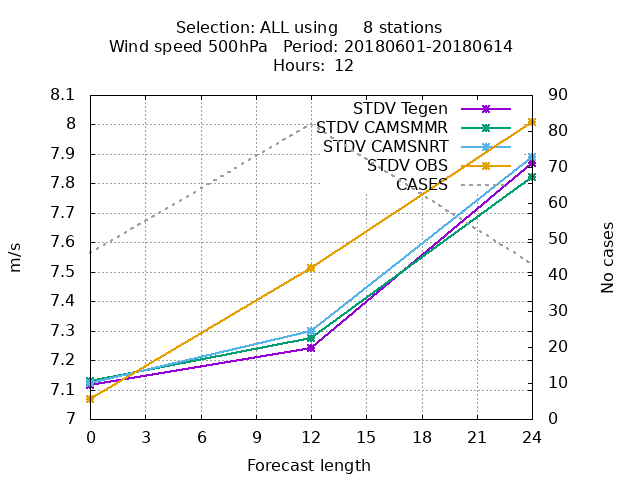 Selection: ALL using     8 stations
Wind speed 500hPa   Period: 20180601-20180614
Hours: 12
8.1
8
7.9
7.8
7.7
7.6
7.5
7.4
7.3
7.2
7.1
7
m/s
STDV Tegen
STDV CAMSMMR
STDV CAMSNRT
STDV OBS
CASES
90
80
70
60
50
40
30
20
10
0
No cases
0 3 6 9 12 15 18 21 24
Forecast length